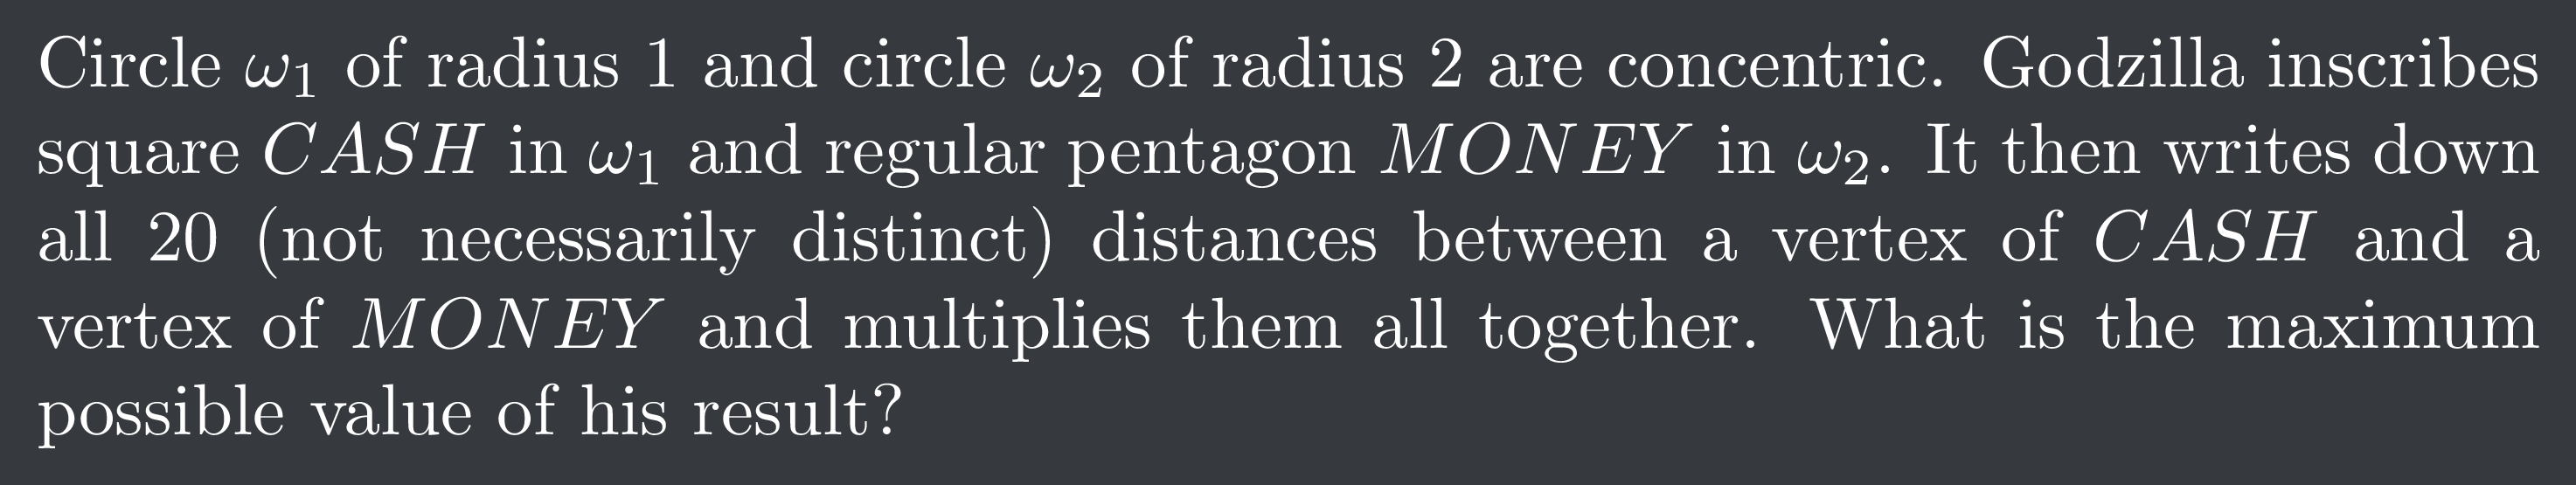 Circle ω₁ of radius 1 and circle ω₂ of radius 2 are concentric. Godzilla inscribes
square CASH in ω₁ and regular pentagon MONEY in ω₂. It then writes down
all 20 (not necessarily distinct) distances between a vertex of CASH and a
vertex of MONEY and multiplies them all together. What is the maximum
possible value of his result?